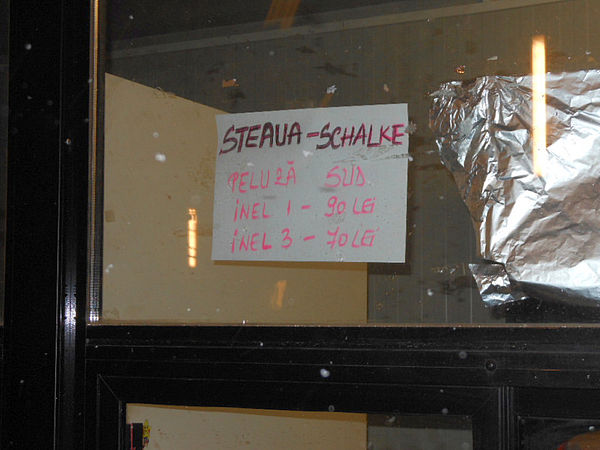 STEAUA-SCHALKE
PELUZĂ SUD
INEL 1 - 90 LEI
INEL 3 - 70 LEI